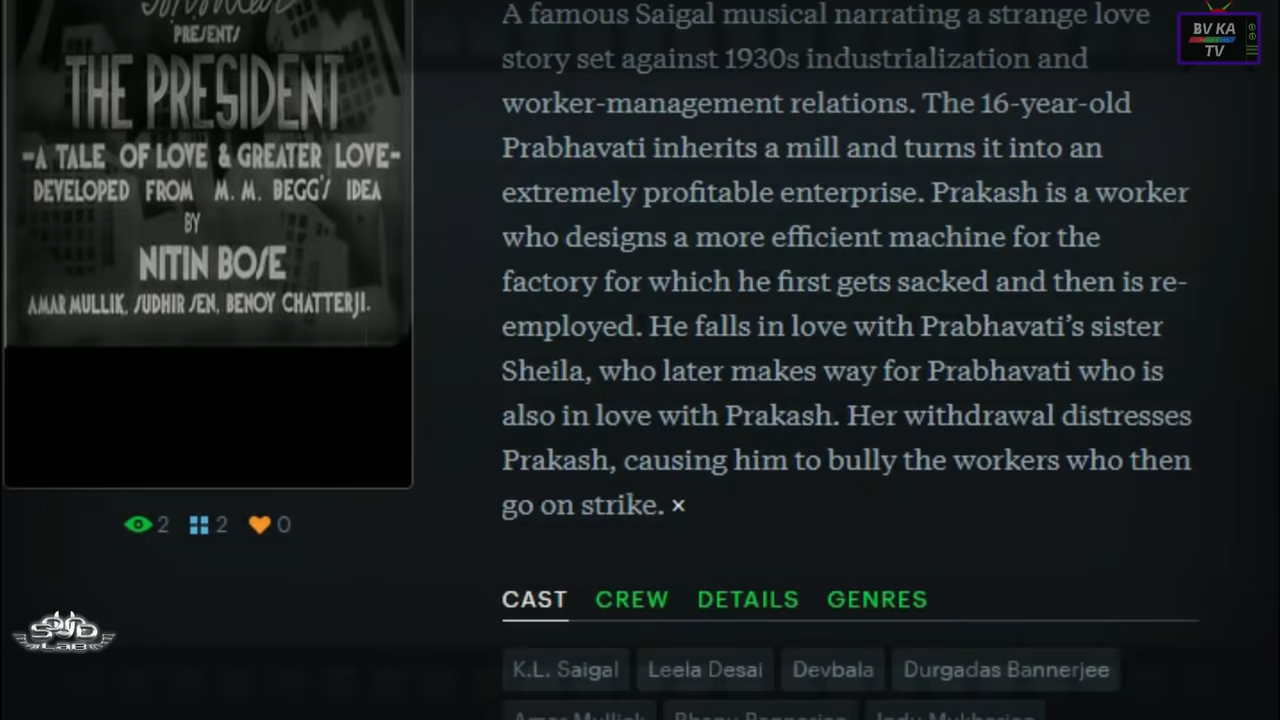 PRESENTS
THE PRESIDENT
-A TALE OF LOVE & GREATER LOVE-
DEVELOPED FROM M. M. BEGG'S IDEA
BY
NITIN BOSE
AMAR MULLIK, SUDHIR SEN, BENOY CHATTERJI.
2 2 0
A famous Saigal musical narrating a strange love
story set against 1930s industrialization and
worker-management relations. The 16-year-old
Prabhavati inherits a mill and turns it into an
extremely profitable enterprise. Prakash is a worker
who designs a more efficient machine for the
factory for which he first gets sacked and then is re-
employed. He falls in love with Prabhavati’s sister
Sheila, who later makes way for Prabhavati who is
also in love with Prakash. Her withdrawal distresses
Prakash, causing him to bully the workers who then
go on strike. ×
CAST CREW DETAILS GENRES
K.L. Saigal Leela Desai Devbala Durgadas Bannerjee
BV KA
TV
LAB